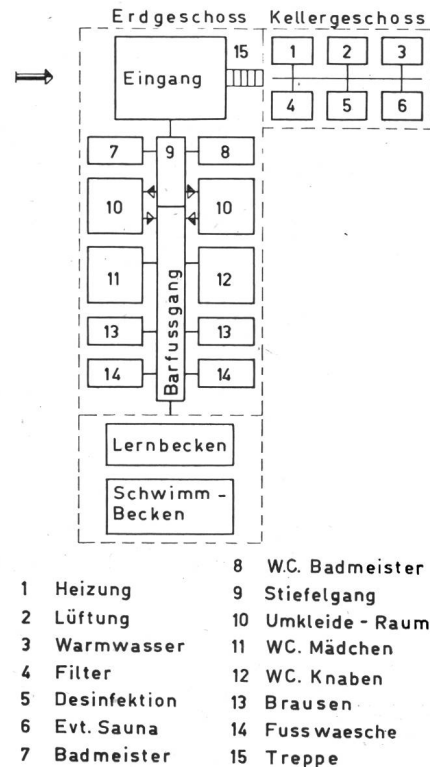 Erdgeschoss Kellergeschoss
15
Eingang
1 2 3
4 5 6
7 9 8
10 10
11 12
13 13
14 14
Barfussgang
Lernbecken
Schwimm-
Becken
1 Heizung
2 Lüftung
3 Warmwasser
4 Filter
5 Desinfektion
6 Evt. Sauna
7 Badmeister
8 W.C. Badmeister
9 Stiefelgang
10 Umkleide-Raum
11 WC. Mädchen
12 WC. Knaben
13 Brausen
14 Fusswaesche
15 Treppe